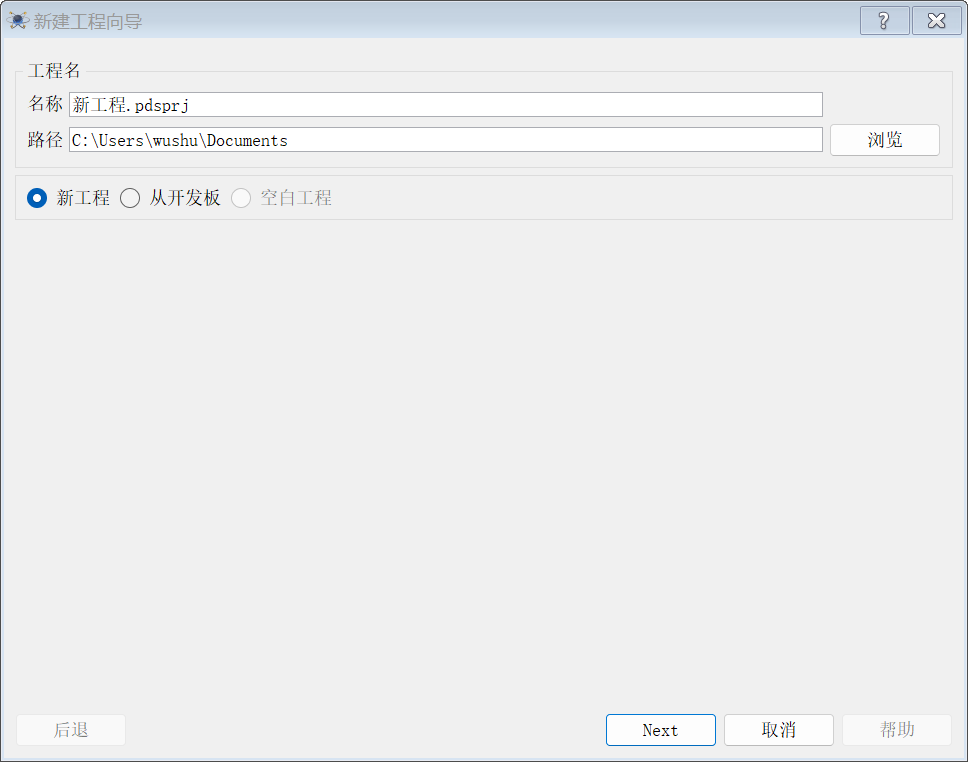 新建工程向导
工程名
名称 新工程.pdsprj
路径 C:\Users\wushu\Documents 浏览
新工程 从开发板 空白工程
后退 Next 取消 帮助